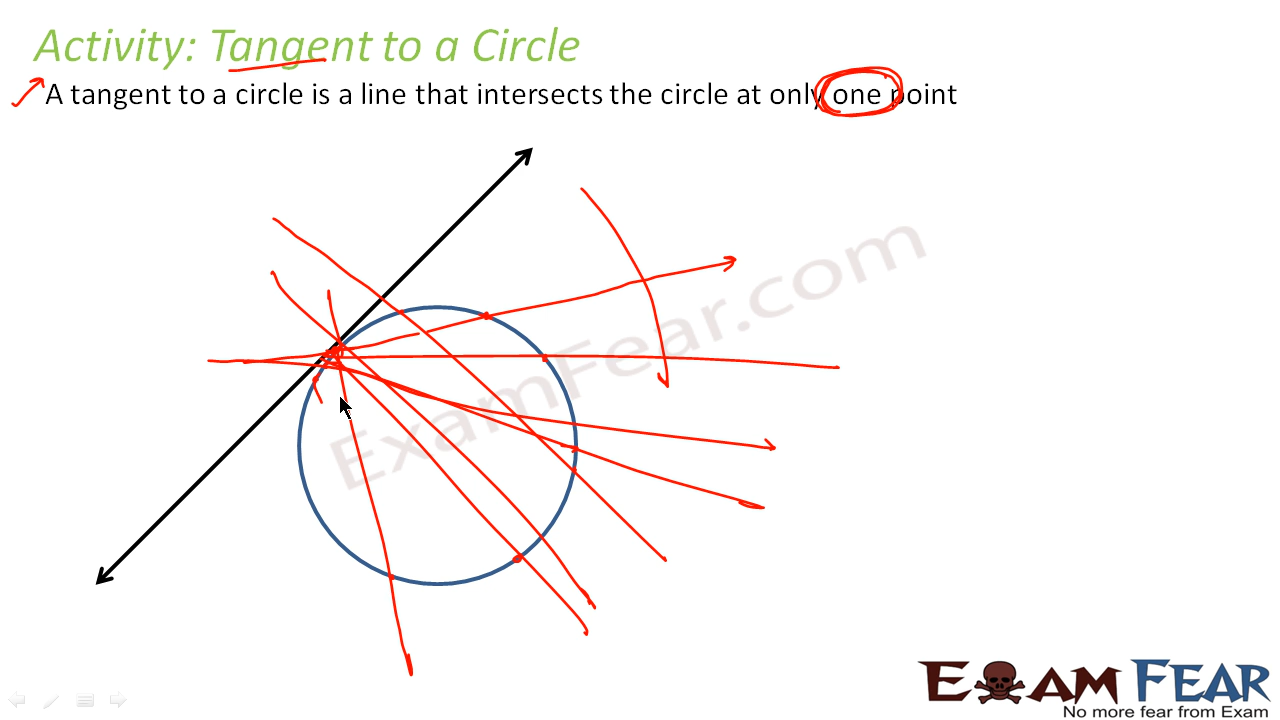 Activity: Tangent to a Circle
A tangent to a circle is a line that intersects the circle at only one point
ExamFear.com
EXAM FEAR
No more fear from Exam